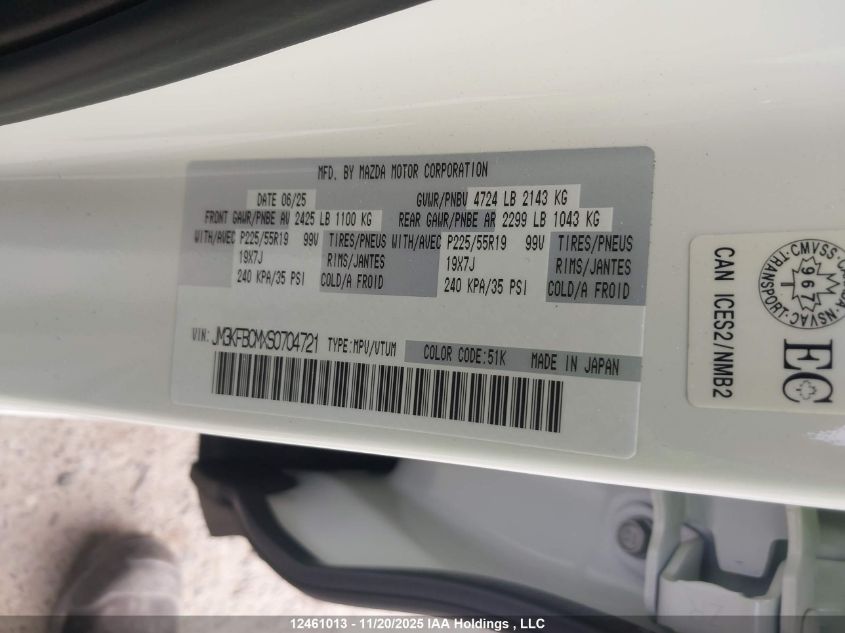 MFD. BY MAZDA MOTOR CORPORATION
DATE 06/25 GVWR/PNBV 4724 LB 2143 KG
FRONT GAWR/PNBE AV 2425 LB 1100 KG REAR GAWR/PNBE AR 2299 LB 1043 KG
WITH/AVEC P225/55R19 99V TIRES/PNEUS WITH/AVEC P225/55R19 99V TIRES/PNEUS
19X7J RIMS/JANTES 19X7J RIMS/JANTES
240 KPA/35 PSI COLD/A FROID 240 KPA/35 PSI COLD/A FROID
VIN: JM3KFBCMXS0704721 TYPE:MPV/VTUM COLOR CODE:51K MADE IN JAPAN
CAN ICES2/NMB2
TRANSPORT CMVSS-CANADA-NSVAC
967
EC
12461013 - 11/20/2025 IAA Holdings , LLC